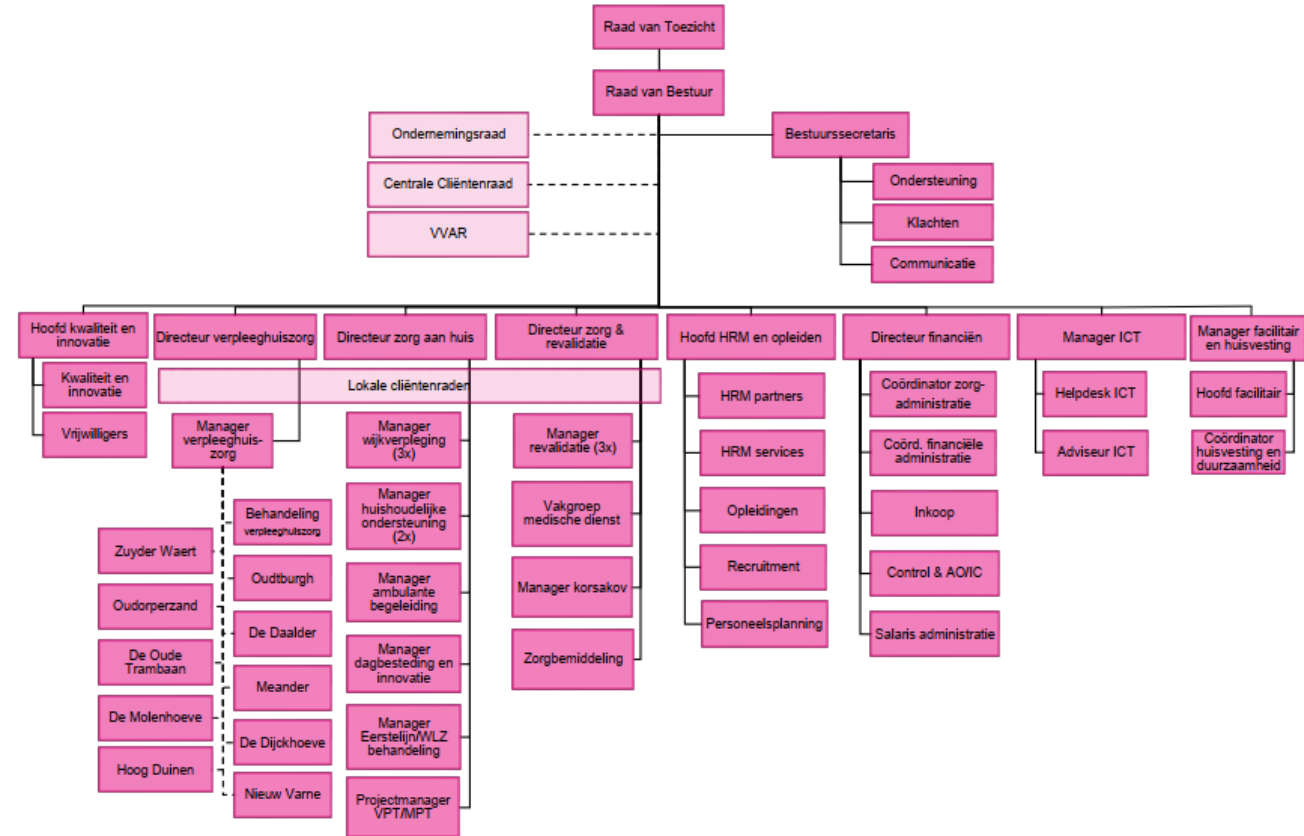 Raad van Toezicht
Raad van Bestuur
Ondernemingsraad
Bestuurssecretaris
Centrale Cliëntenraad
Ondersteuning
VVAR
Klachten
Communicatie
Hoofd kwaliteit en
innovatie
Directeur verpleeghuiszorg
Directeur zorg aan huis
Directeur zorg &
revalidatie
Hoofd HRM en opleiden
Directeur financiën
Manager ICT
Manager facilitair
en huisvesting
Lokale cliëntenraden
Kwaliteit en
innovatie
Vrijwilligers
Manager
verpleeghuis-
zorg
Behandeling
verpleeghuiszorg
Zuyder Waert
Oudtburgh
Oudorperzand
De Daalder
De Oude
Trambaan
Meander
De Molenhoeve
De Dijckhoeve
Hoog Duinen
Nieuw Varne
Manager
wijkverpleging
(3x)
Manager
huishoudelijke
ondersteuning
(2x)
Manager
ambulante
begeleiding
Manager
dagbesteding en
innovatie
Manager
Eerstelijn/WLZ
behandeling
Projectmanager
VPT/MPT
Manager
revalidatie (3x)
Vakgroep
medische dienst
Manager korsakov
Zorgbemiddeling
HRM partners
HRM services
Opleidingen
Recruitment
Personeelsplanning
Coördinator zorg-
administratie
Coörd. financiële
administratie
Inkoop
Control & AO/IC
Salaris administratie
Helpdesk ICT
Adviseur ICT
Hoofd facilitair
Coördinator
huisvesting en
duurzaamheid